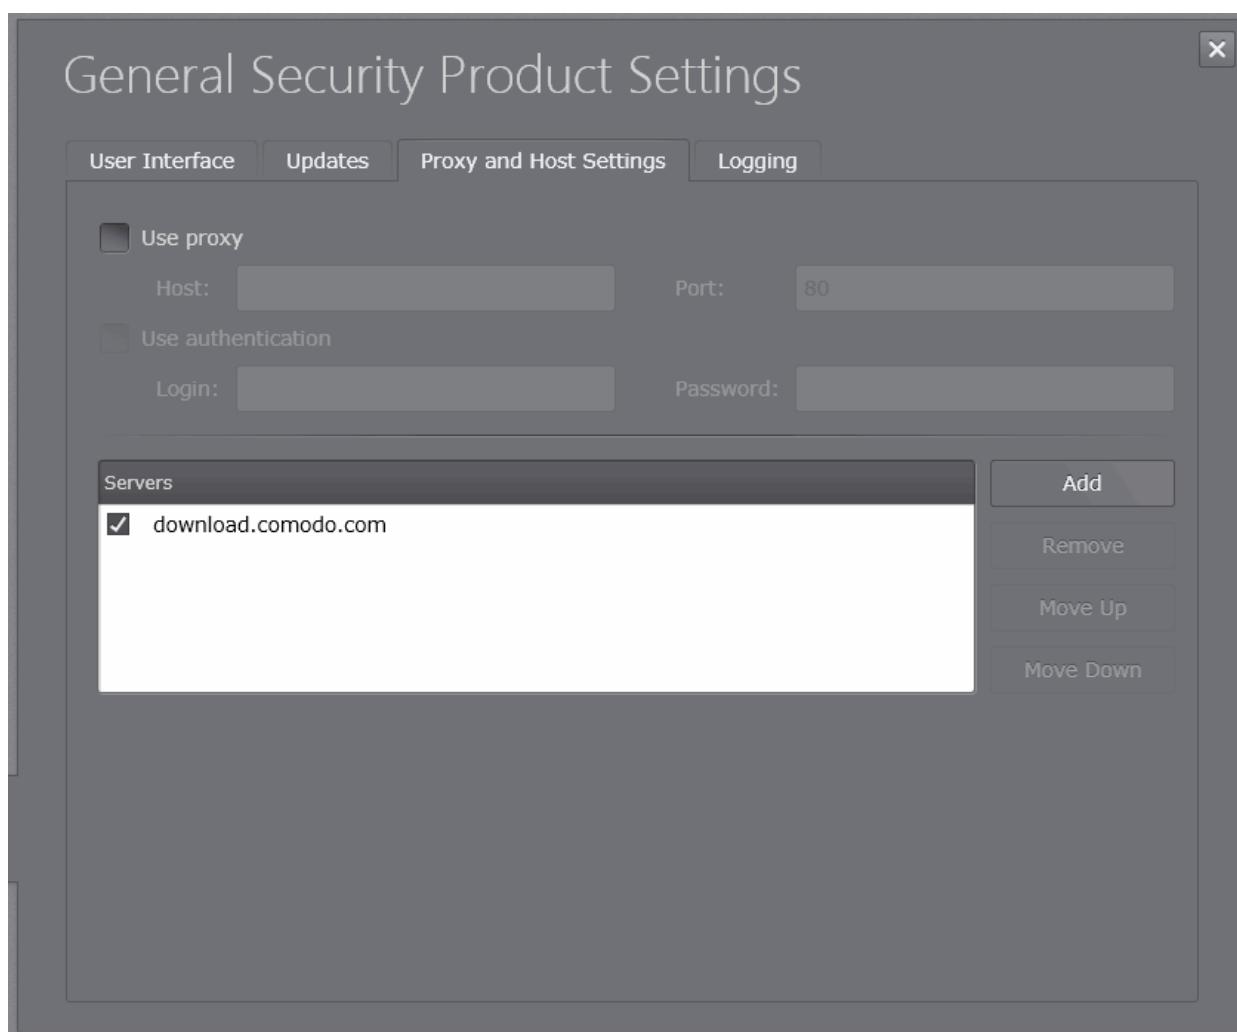 General Security Product Settings
User Interface Updates Proxy and Host Settings Logging
Use proxy
Host: Port: 80
Use authentication
Login: Password:
Servers Add
download.comodo.com
Remove
Move Up
Move Down